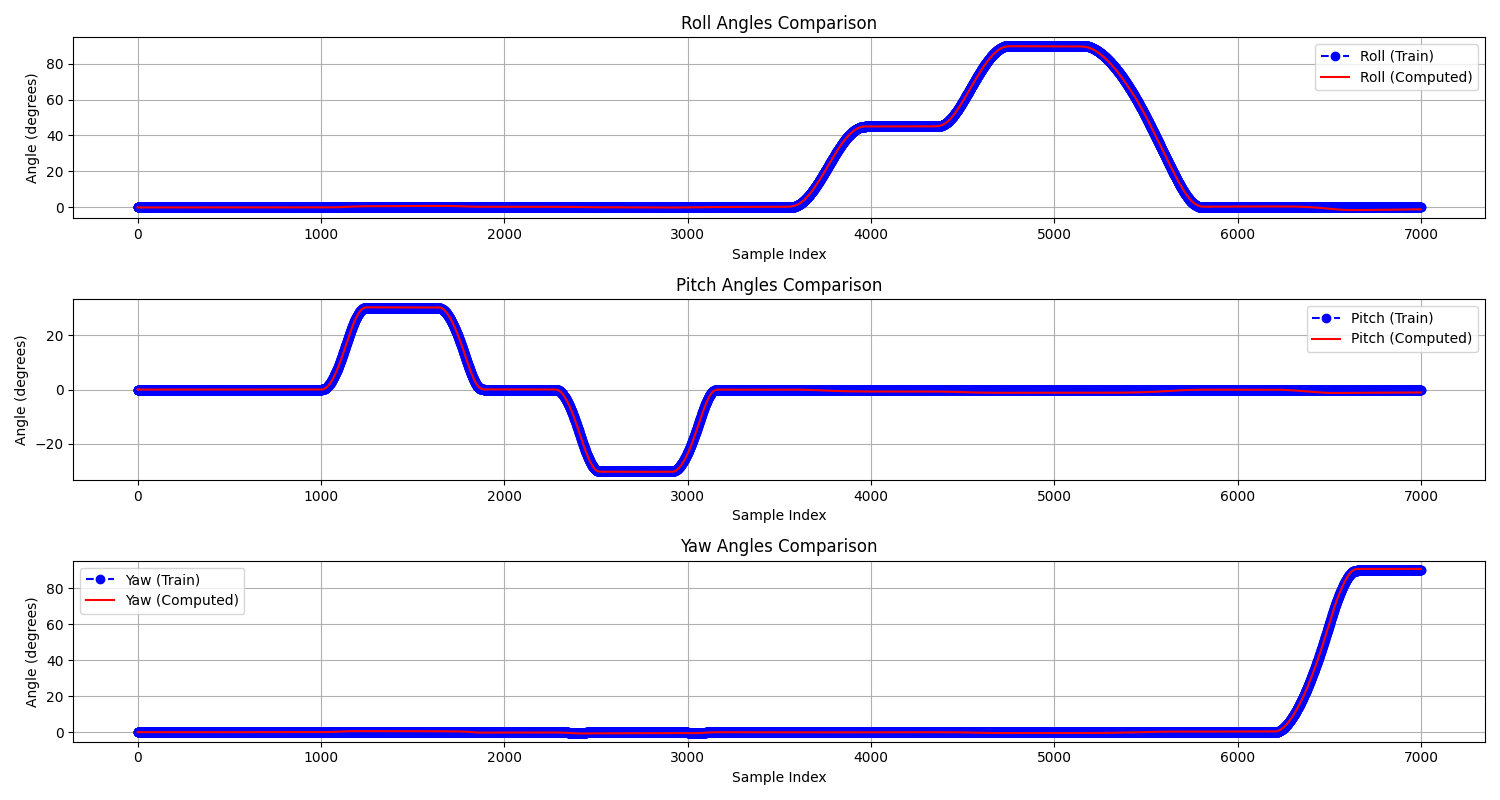 Roll Angles Comparison
Angle (degrees)
80
60
40
20
0
Roll (Train)
Roll (Computed)
0 1000 2000 3000 4000 5000 6000 7000
Sample Index
Pitch Angles Comparison
Angle (degrees)
20
0
−20
Pitch (Train)
Pitch (Computed)
0 1000 2000 3000 4000 5000 6000 7000
Sample Index
Yaw Angles Comparison
Angle (degrees)
80
60
40
20
0
Yaw (Train)
Yaw (Computed)
0 1000 2000 3000 4000 5000 6000 7000
Sample Index